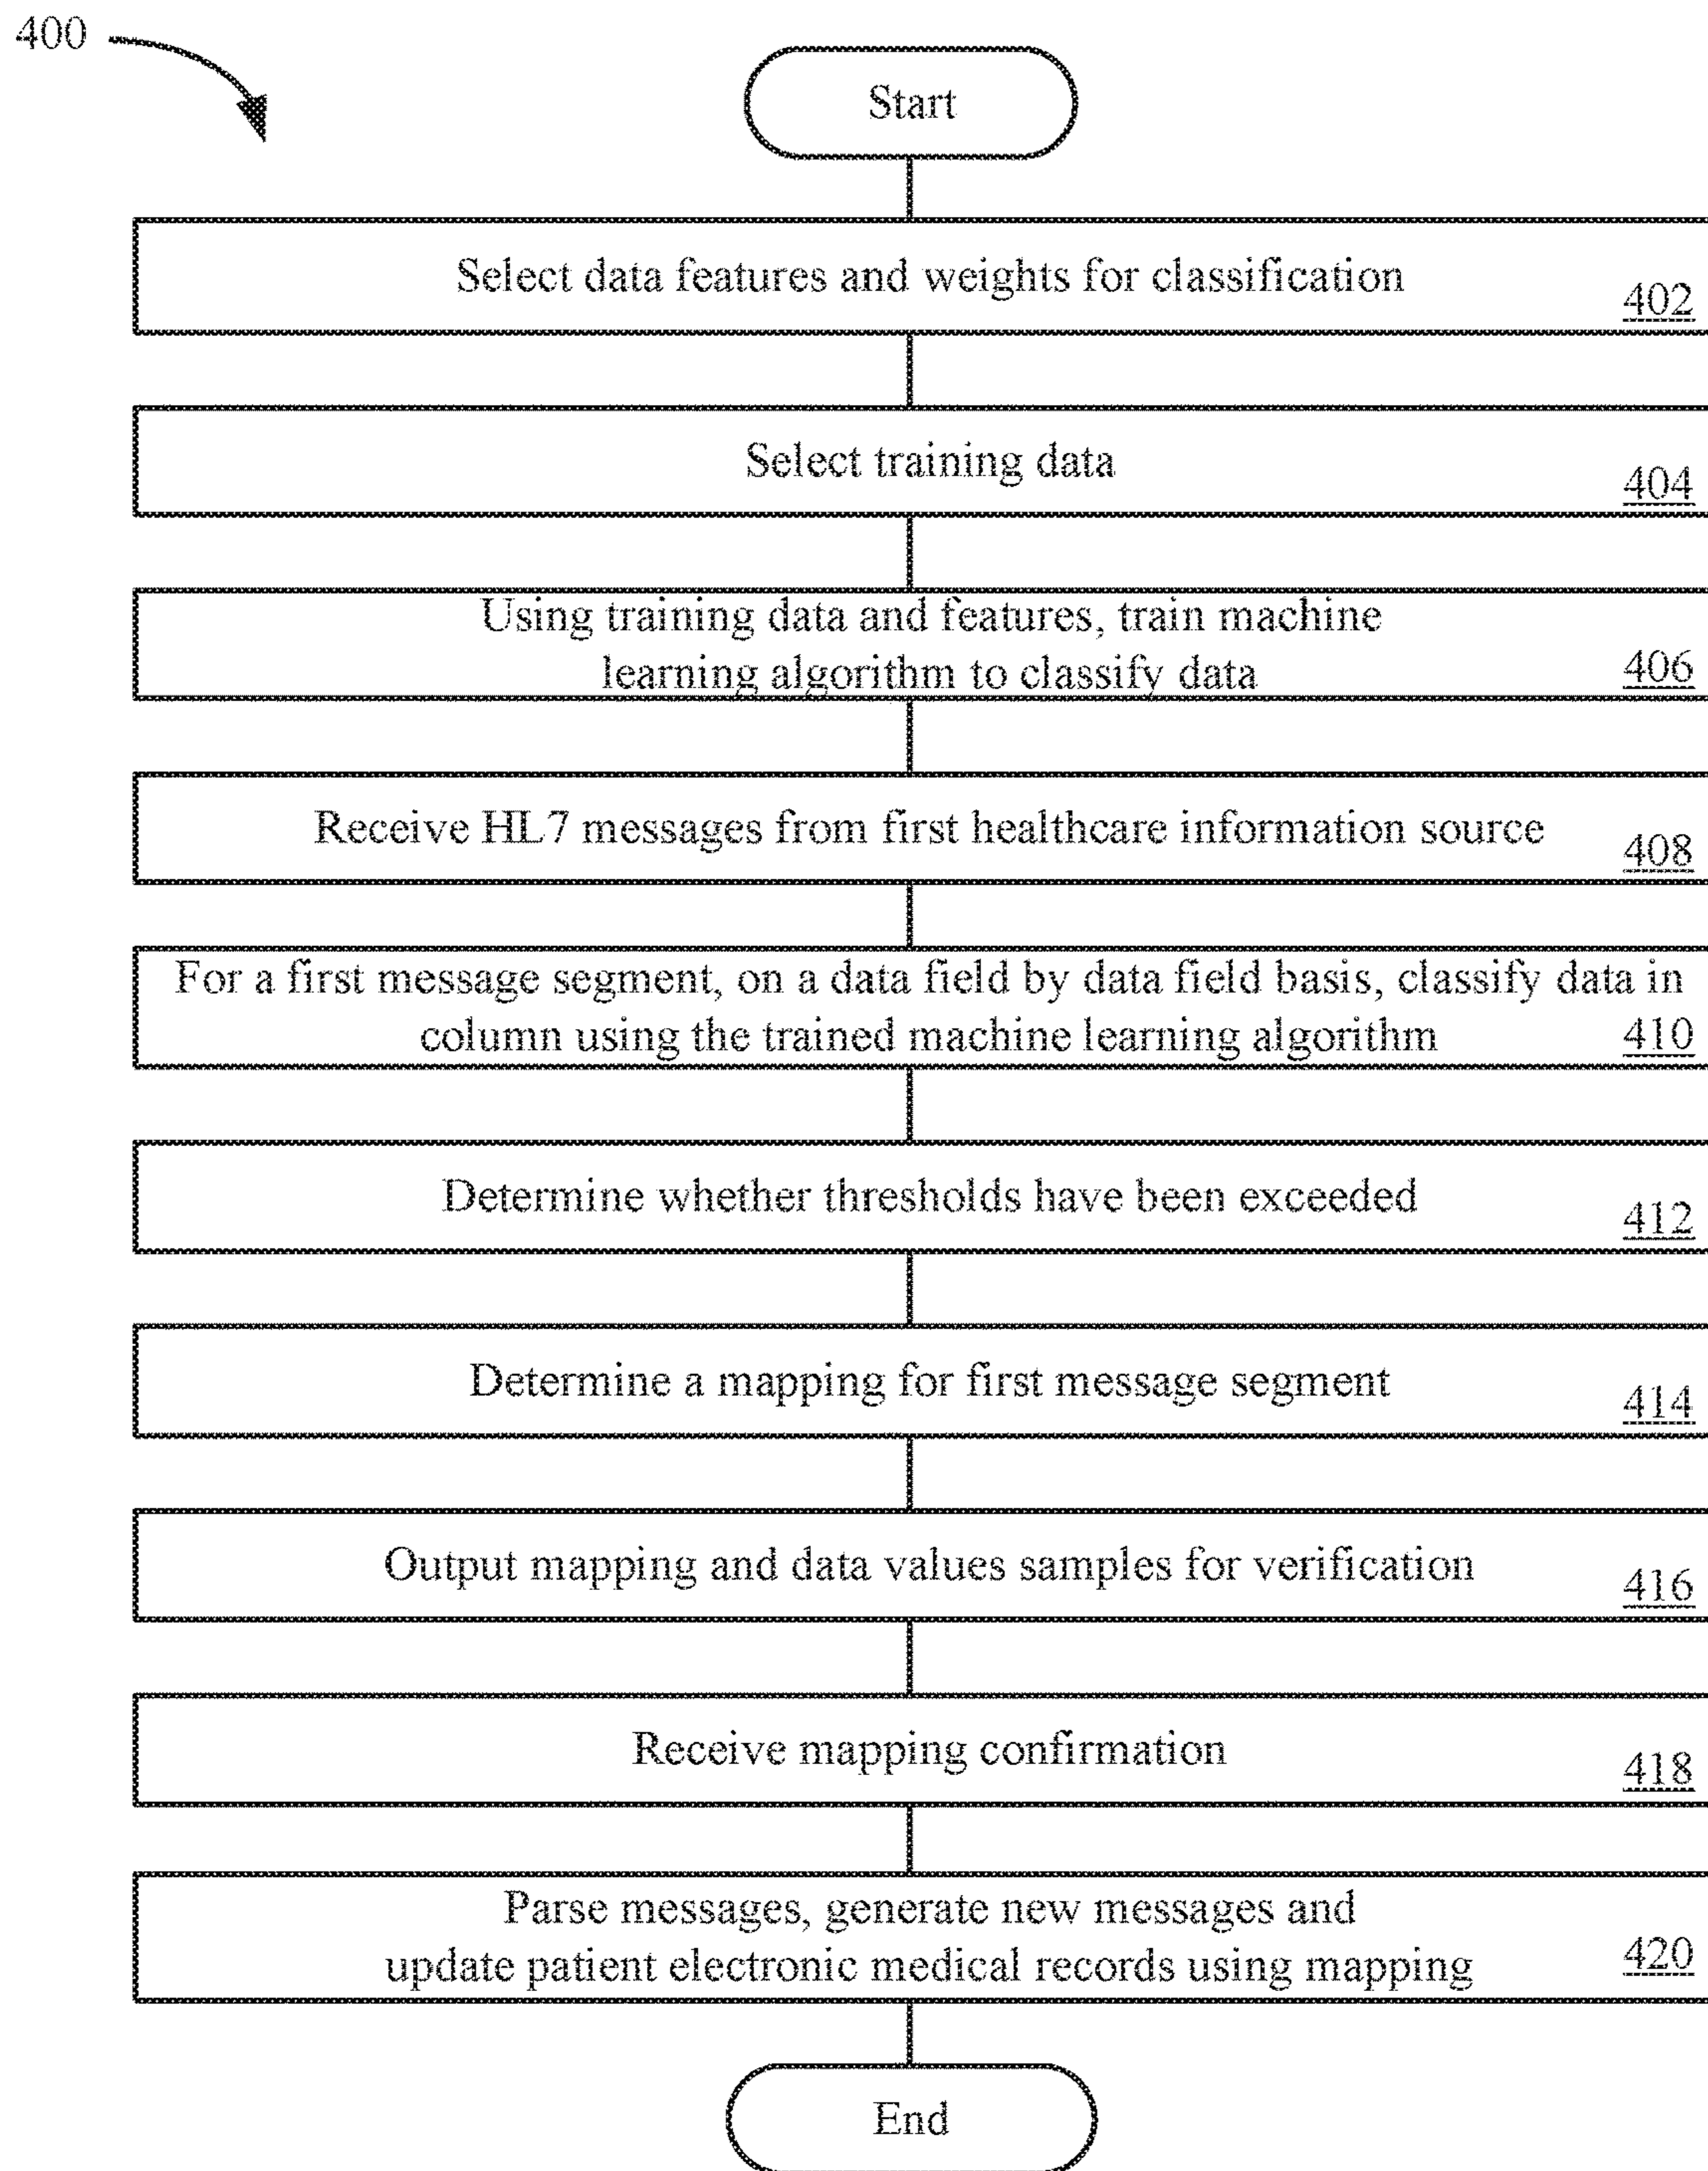 400
Start
Select data features and weights for classification
402
Select training data
404
Using training data and features, train machine
learning algorithm to classify data
406
Receive HL7 messages from first healthcare information source
408
For a first message segment, on a data field by data field basis, classify data in
column using the trained machine learning algorithm
410
Determine whether thresholds have been exceeded
412
Determine a mapping for first message segment
414
Output mapping and data values samples for verification
416
Receive mapping confirmation
418
Parse messages, generate new messages and
update patient electronic medical records using mapping
420
End